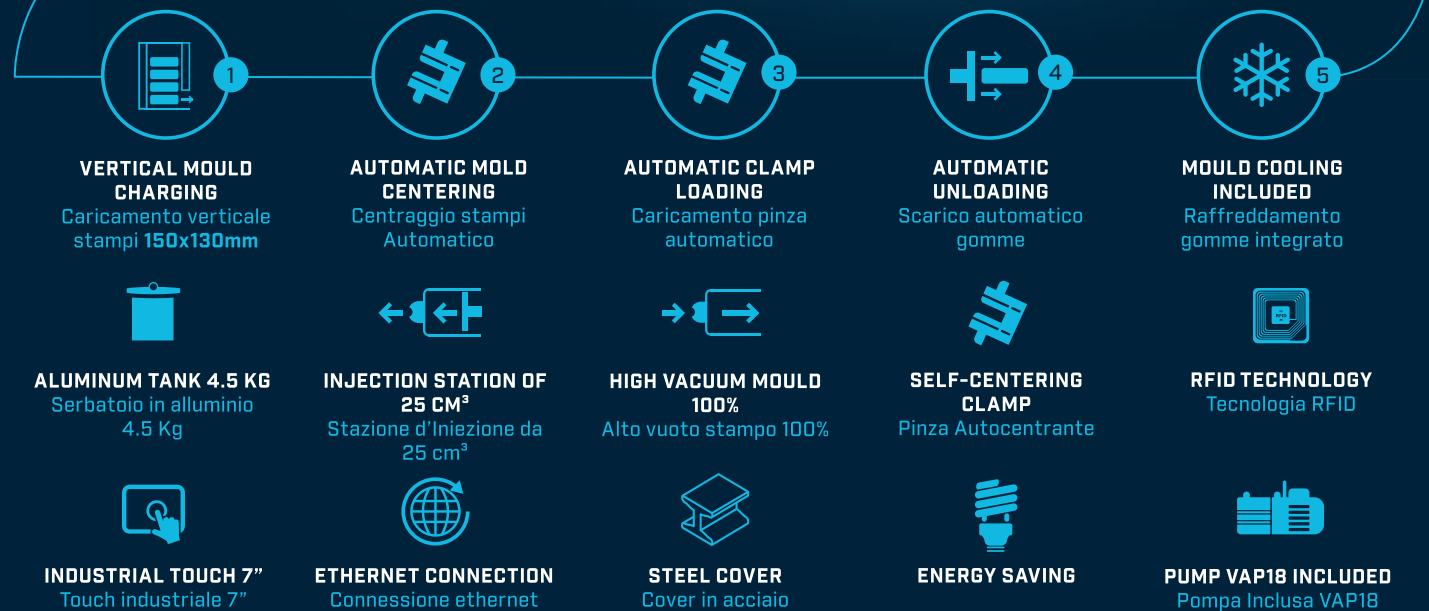 1
VERTICAL MOULD
CHARGING
Caricamento verticale
stampi 150x130mm
2
AUTOMATIC MOLD
CENTERING
Centraggio stampi
Automatico
3
AUTOMATIC CLAMP
LOADING
Caricamento pinza
automatico
4
AUTOMATIC
UNLOADING
Scarico automatico
gomme
5
MOULD COOLING
INCLUDED
Raffreddamento
gomme integrato
ALUMINUM TANK 4.5 KG
Serbatoio in alluminio
4.5 Kg
INJECTION STATION OF
25 CM³
Stazione d’Iniezione da
25 cm³
HIGH VACUUM MOULD
100%
Alto vuoto stampo 100%
SELF-CENTERING
CLAMP
Pinza Autocentrante
RFID
RFID TECHNOLOGY
Tecnologia RFID
INDUSTRIAL TOUCH 7”
Touch industriale 7”
ETHERNET CONNECTION
Connessione ethernet
STEEL COVER
Cover in acciaio
ENERGY SAVING
PUMP VAP18 INCLUDED
Pompa Inclusa VAP18